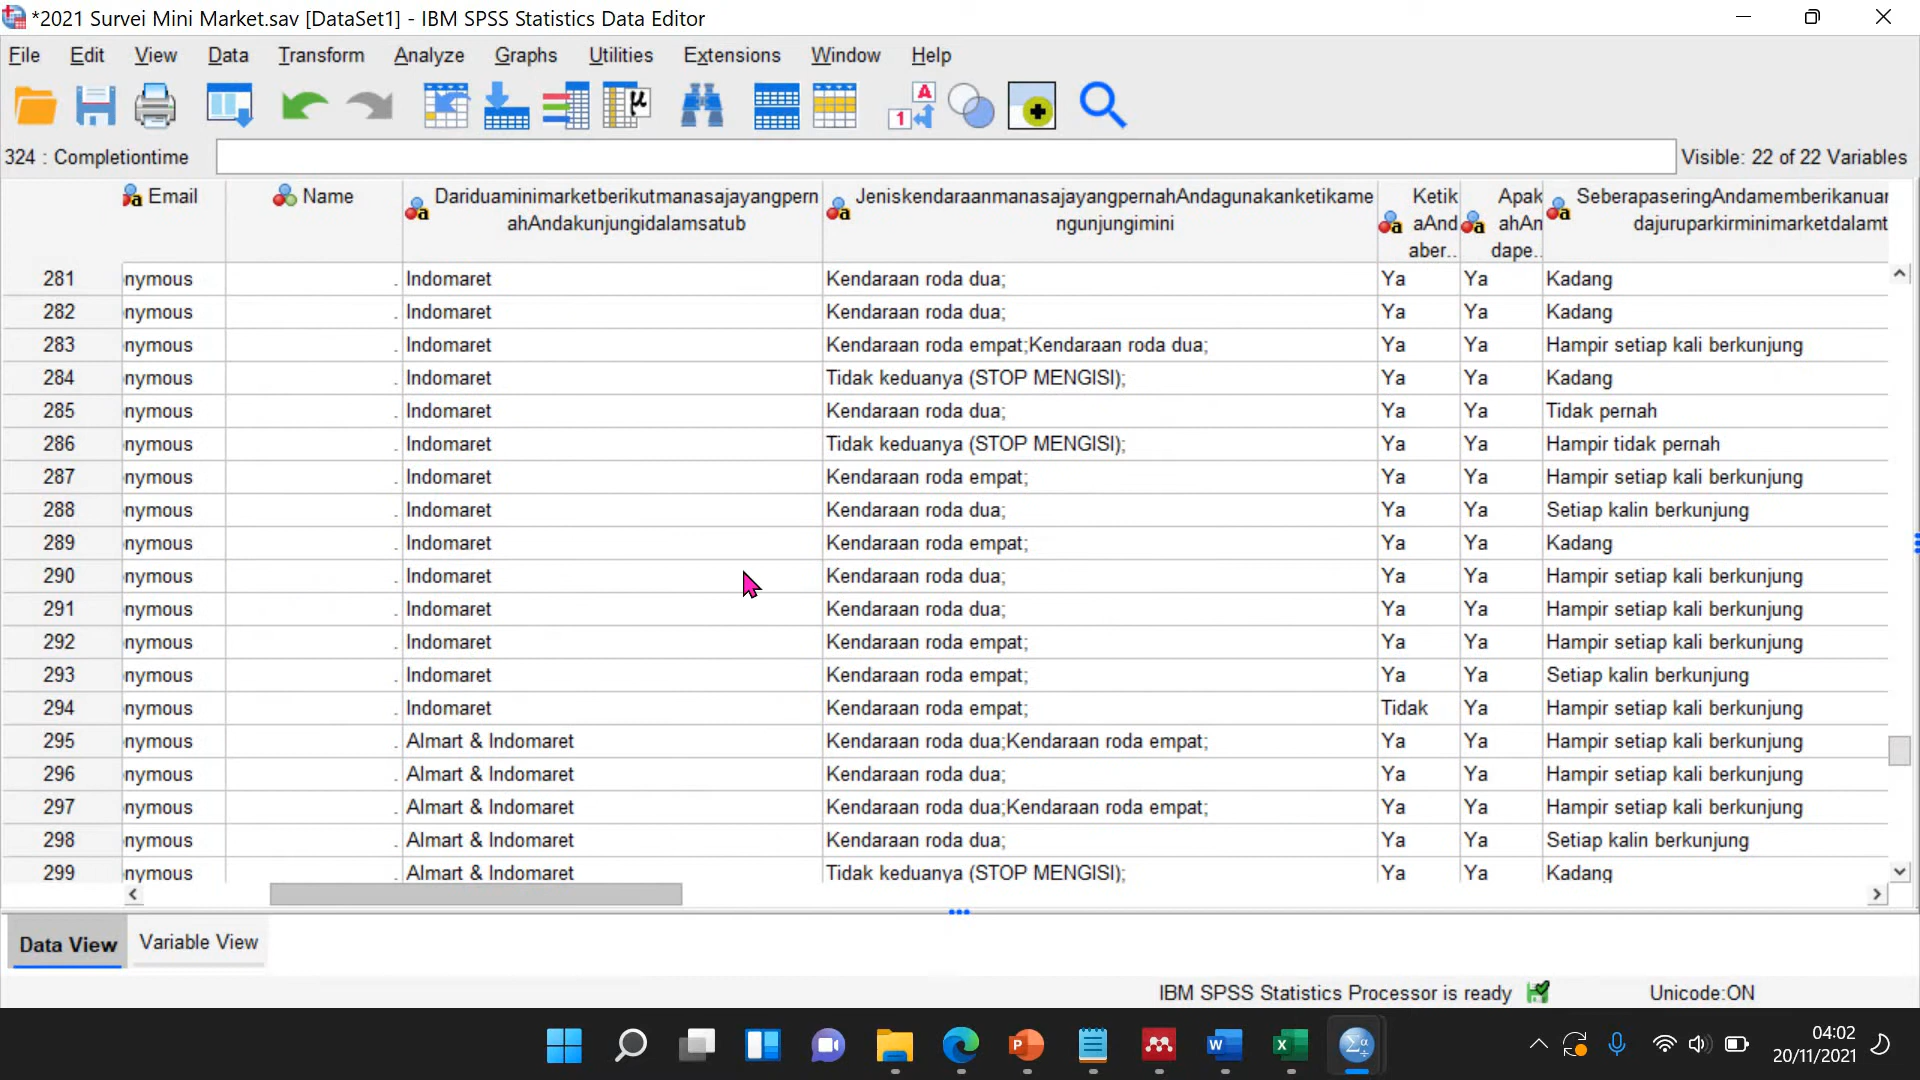 *2021 Survei Mini Market.sav [DataSet1] - IBM SPSS Statistics Data Editor
File Edit View Data Transform Analyze Graphs Utilities Extensions Window Help
324 : Completiontime Visible: 22 of 22 Variables
Email Name DariduaminimarketberikutmanasajayangpernahAndakunjungidalamsatub JeniskendaraanmanasajayangpernahAndagunakanketikamengunjungimini KetikaAndaaber.. ApakahAndape.. SeberapaseringAndamemberikanuan dajuruparkirminimarketdalamt
281 nymous . Indomaret Kendaraan roda dua; Ya Ya Kadang
282 nymous . Indomaret Kendaraan roda dua; Ya Ya Kadang
283 nymous . Indomaret Kendaraan roda empat;Kendaraan roda dua; Ya Ya Hampir setiap kali berkunjung
284 nymous . Indomaret Tidak keduanya (STOP MENGISI); Ya Ya Kadang
285 nymous . Indomaret Kendaraan roda dua; Ya Ya Tidak pernah
286 nymous . Indomaret Tidak keduanya (STOP MENGISI); Ya Ya Hampir tidak pernah
287 nymous . Indomaret Kendaraan roda empat; Ya Ya Hampir setiap kali berkunjung
288 nymous . Indomaret Kendaraan roda dua; Ya Ya Setiap kalin berkunjung
289 nymous . Indomaret Kendaraan roda empat; Ya Ya Kadang
290 nymous . Indomaret Kendaraan roda dua; Ya Ya Hampir setiap kali berkunjung
291 nymous . Indomaret Kendaraan roda dua; Ya Ya Hampir setiap kali berkunjung
292 nymous . Indomaret Kendaraan roda empat; Ya Ya Hampir setiap kali berkunjung
293 nymous . Indomaret Kendaraan roda empat; Ya Ya Setiap kalin berkunjung
294 nymous . Indomaret Kendaraan roda empat; Tidak Ya Hampir setiap kali berkunjung
295 nymous . Almart & Indomaret Kendaraan roda dua;Kendaraan roda empat; Ya Ya Hampir setiap kali berkunjung
296 nymous . Almart & Indomaret Kendaraan roda dua; Ya Ya Hampir setiap kali berkunjung
297 nymous . Almart & Indomaret Kendaraan roda dua;Kendaraan roda empat; Ya Ya Hampir setiap kali berkunjung
298 nymous . Almart & Indomaret Kendaraan roda dua; Ya Ya Setiap kalin berkunjung
299 nymous . Almart & Indomaret Tidak keduanya (STOP MENGISI); Ya Ya Kadang
Data View Variable View
IBM SPSS Statistics Processor is ready Unicode:ON
04:02
20/11/2021